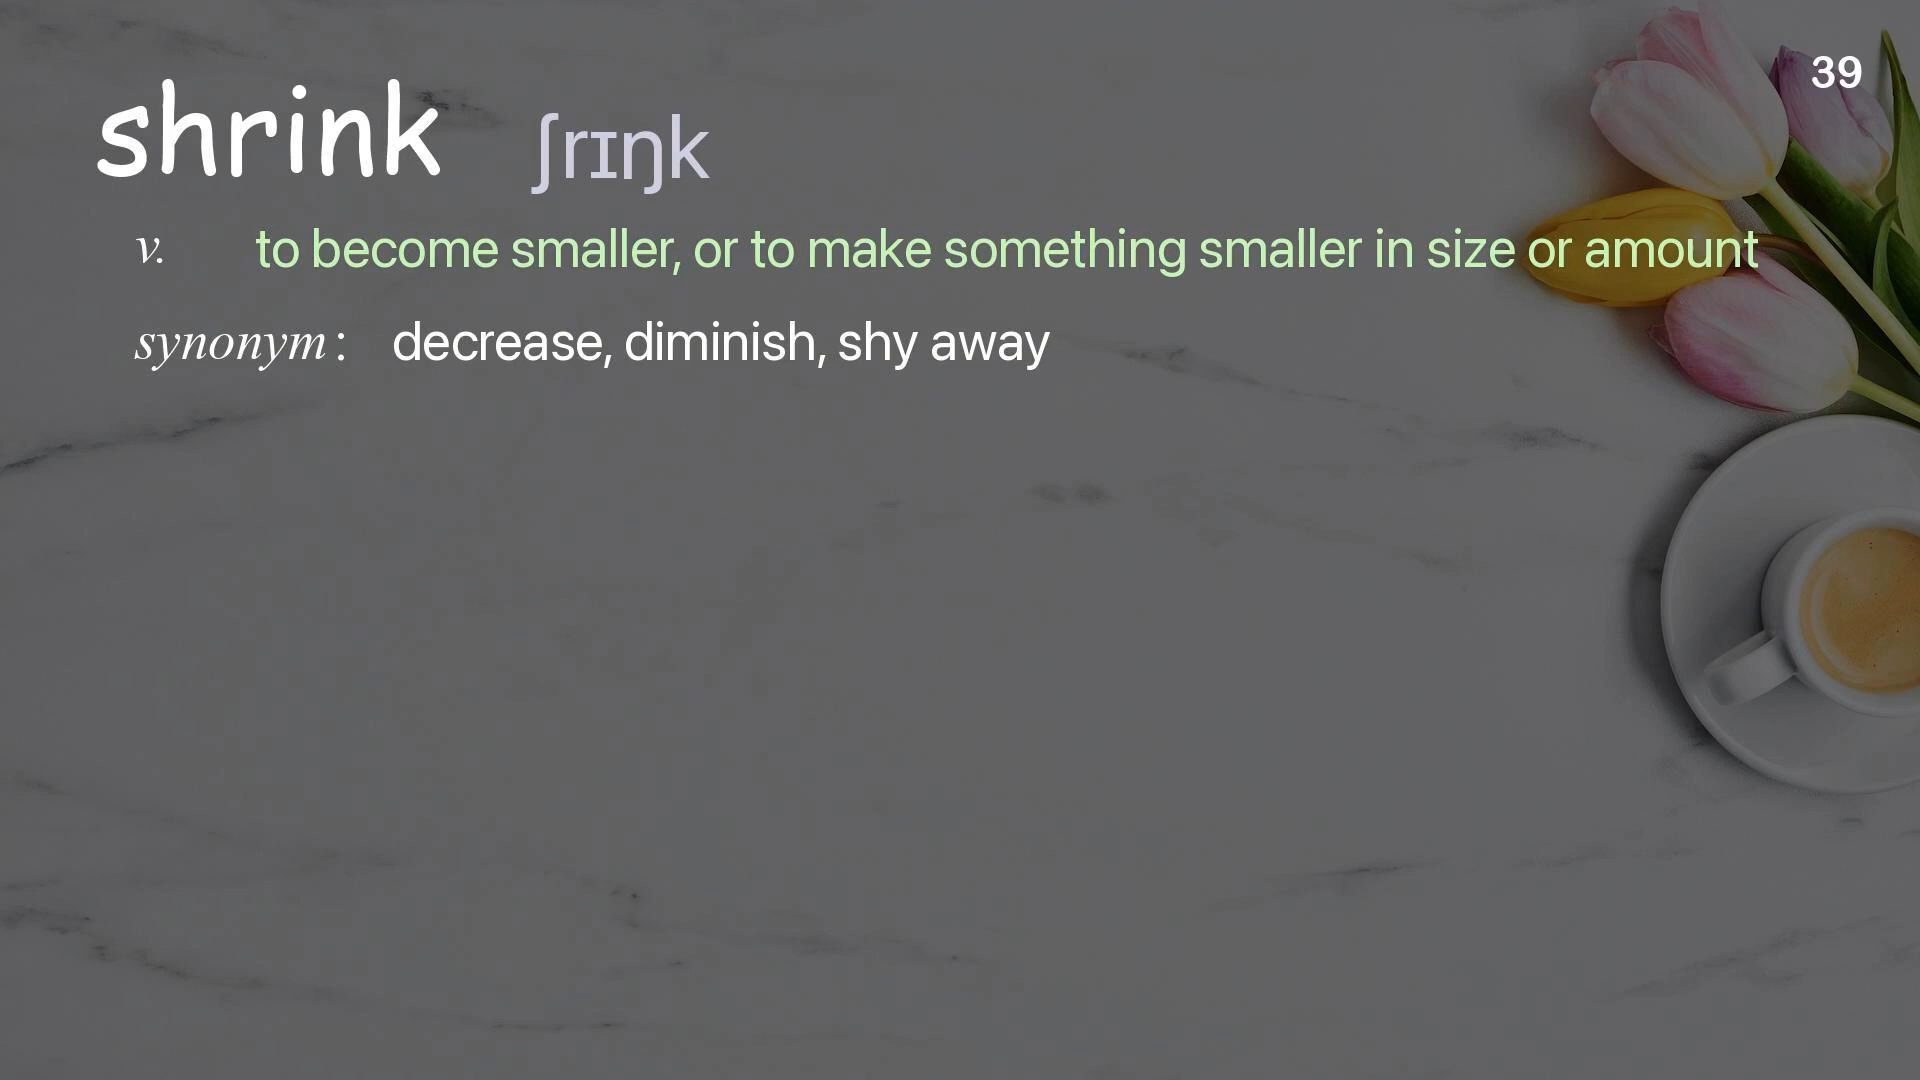 39
shrink ʃrɪŋk
v. to become smaller, or to make something smaller in size or amount
synonym : decrease, diminish, shy away